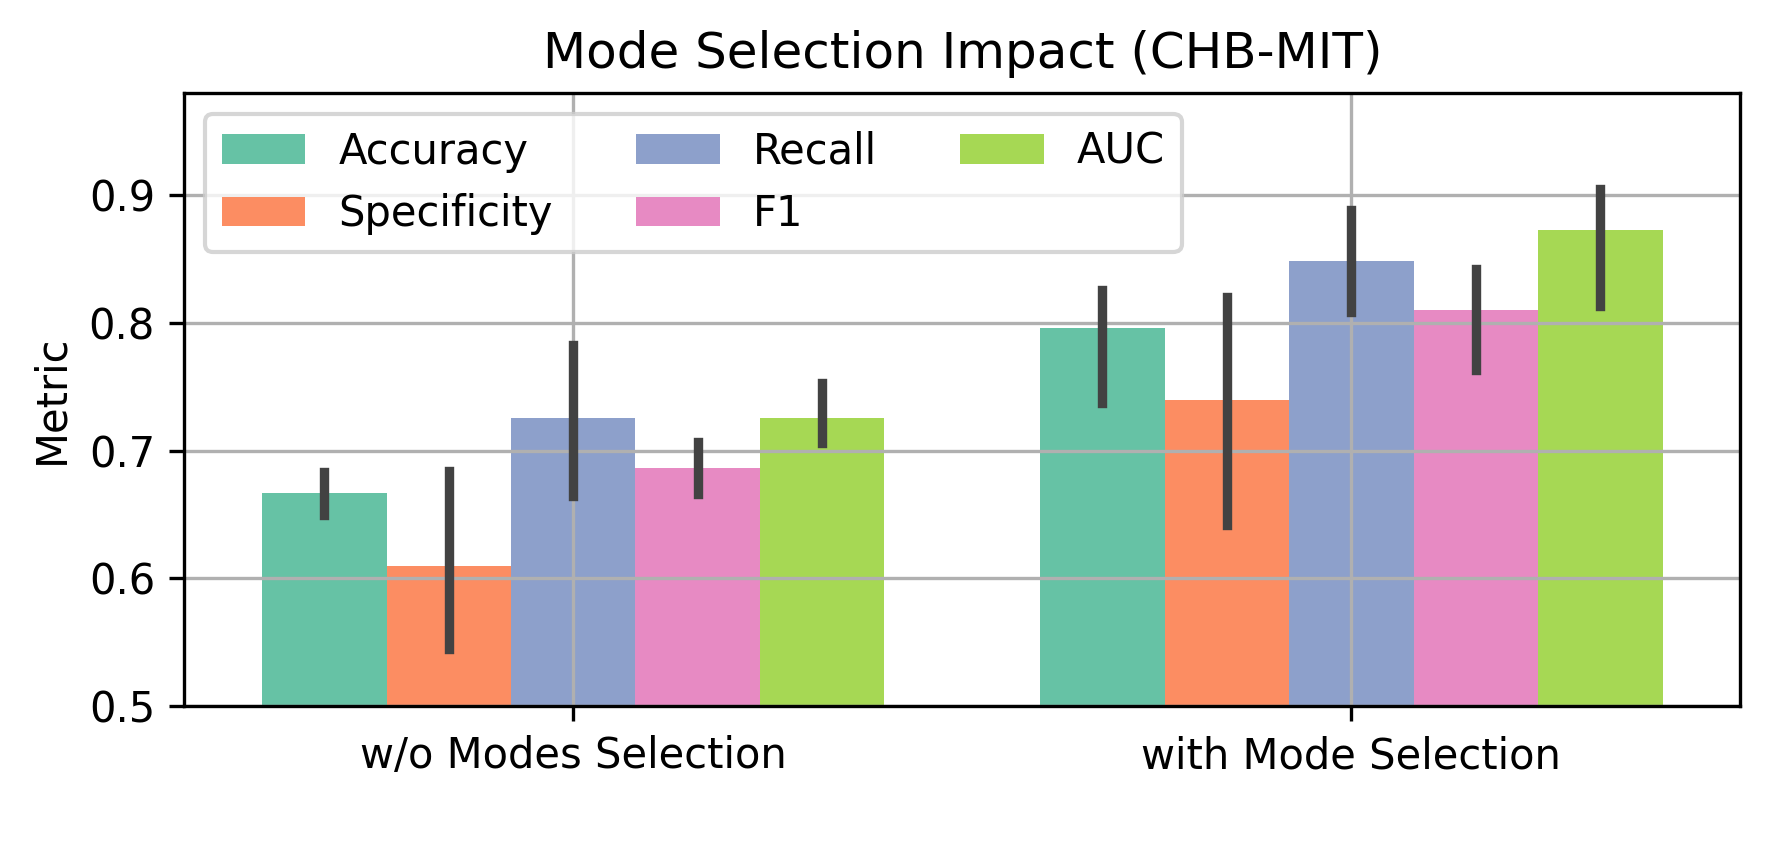 Mode Selection Impact (CHB-MIT)
Accuracy
Specificity
Recall
F1
AUC
Metric
0.9
0.8
0.7
0.6
0.5
w/o Modes Selection
with Mode Selection